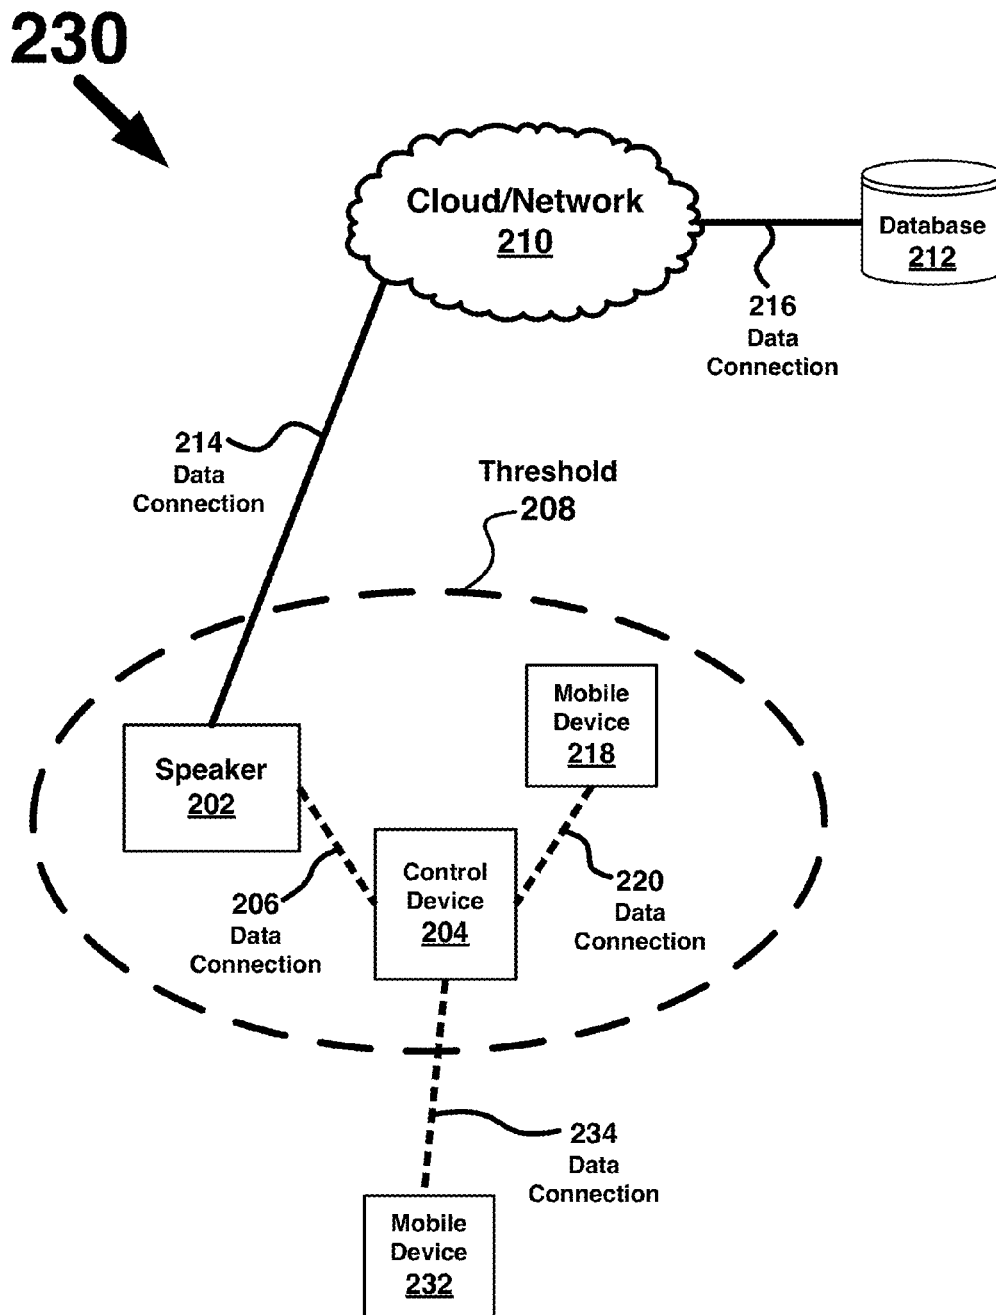 230
Cloud/Network
210
Database
212
216
Data
Connection
214
Data
Connection
Threshold
208
Mobile
Device
218
Speaker
202
Control
Device
204
206
Data
Connection
220
Data
Connection
234
Data
Connection
Mobile
Device
232